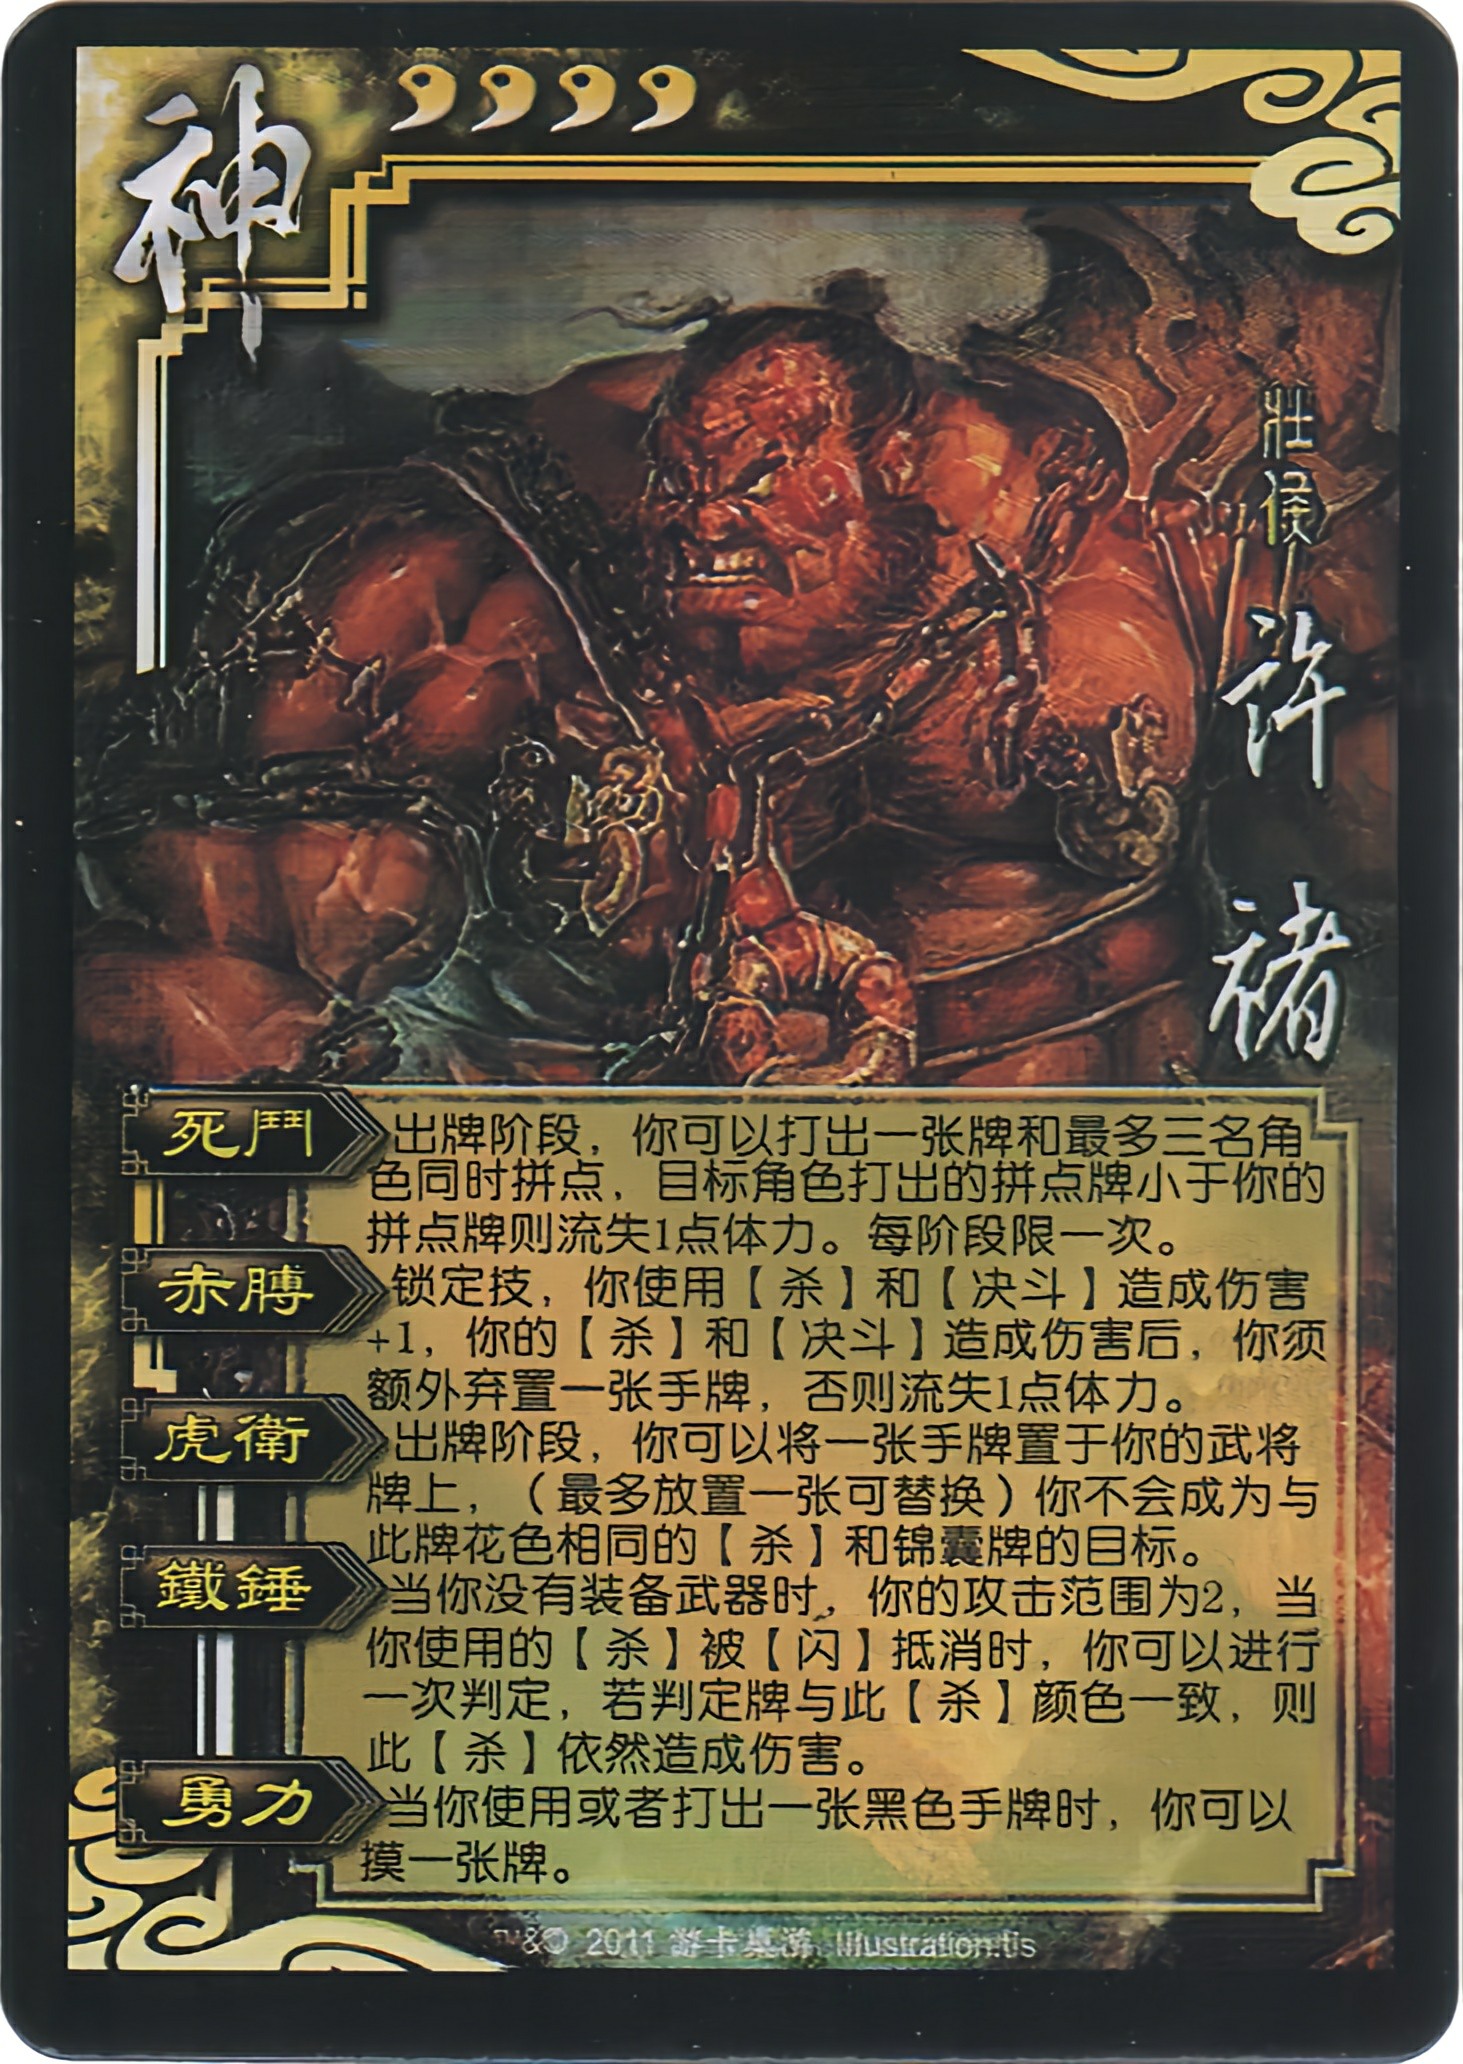 神
壮侯
许褚
死鬥
出牌阶段，你可以打出一张牌和最多三名角
色同时拼点，目标角色打出的拼点牌小于你的
拼点牌则流失1点体力。每阶段限一次。
赤膊
锁定技，你使用【杀】和【决斗】造成伤害
+1，你的【杀】和【决斗】造成伤害后，你须
额外弃置一张手牌，否则流失1点体力。
虎衛
出牌阶段，你可以将一张手牌置于你的武将
牌上，（最多放置一张可替换）你不会成为与
此牌花色相同的【杀】和锦囊牌的目标。
鐵錘
当你没有装备武器时，你的攻击范围为2，当
你使用的【杀】被【闪】抵消时，你可以进行
一次判定，若判定牌与此【杀】颜色一致，则
此【杀】依然造成伤害。
勇力
当你使用或者打出一张黑色手牌时，你可以
摸一张牌。
2011 游卡桌游 Illustration:tis